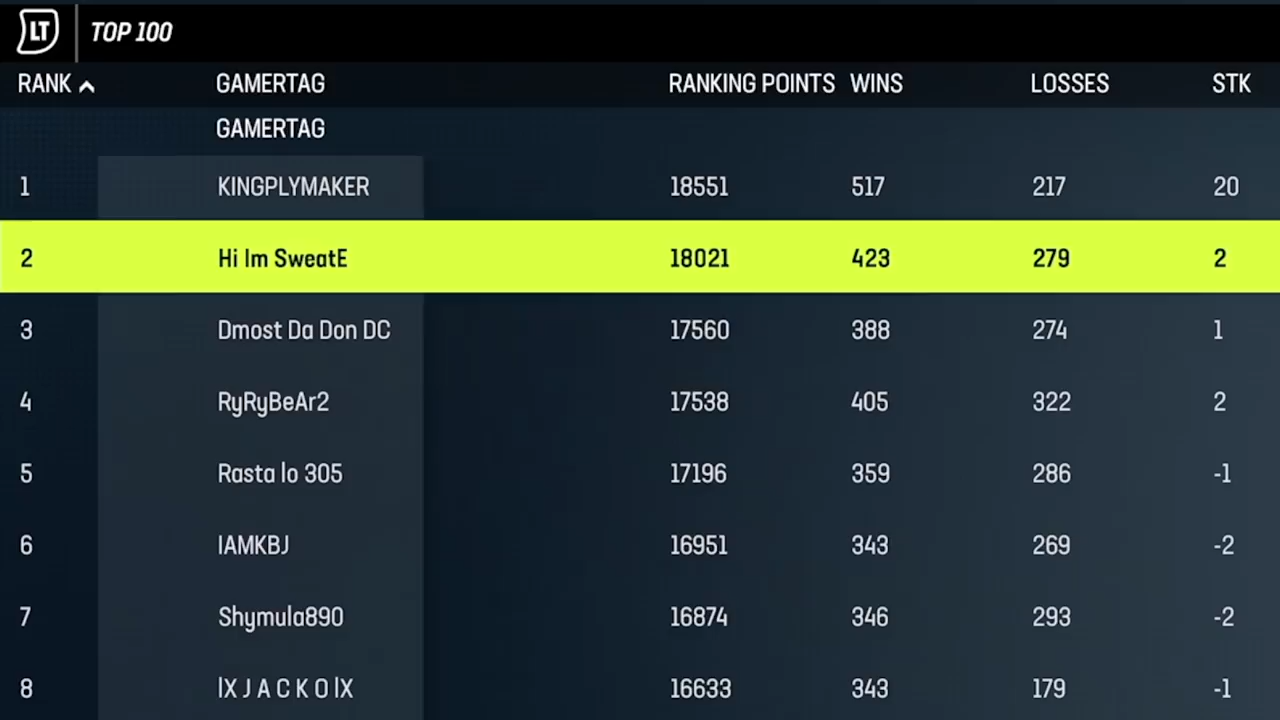 LT TOP 100
RANK GAMERTAG RANKING POINTS WINS LOSSES STK
GAMERTAG
1 KINGPLYMAKER 18551 517 217 20
2 Hi Im SweatE 18021 423 279 2
3 Dmost Da Don DC 17560 388 274 1
4 RyRyBeAr2 17538 405 322 2
5 Rasta lo 305 17196 359 286 -1
6 IAMKBJ 16951 343 269 -2
7 Shymula890 16874 346 293 -2
8 lX J A C K O lX 16633 343 179 -1